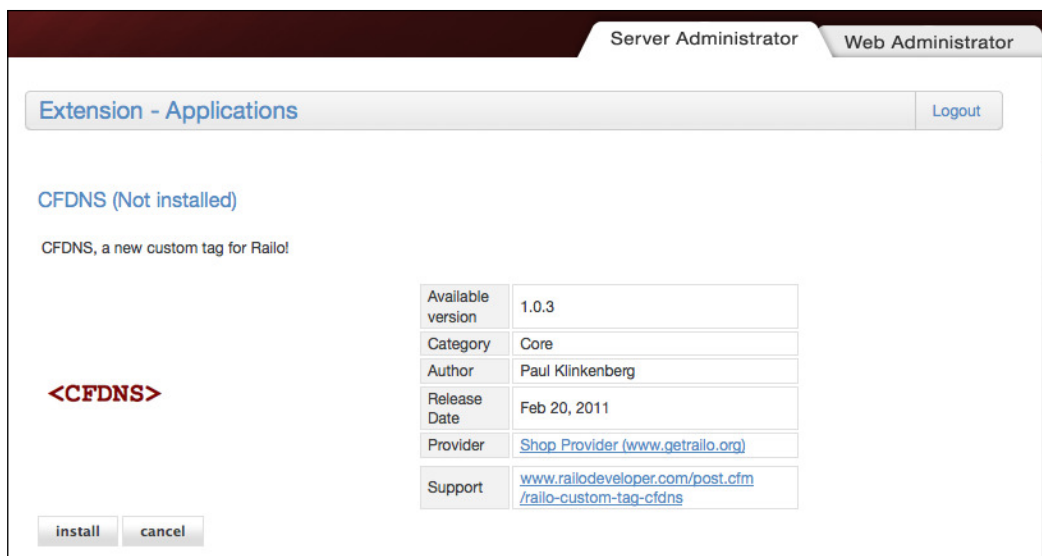 Server Administrator
Web Administrator
Extension - Applications
Logout
CFDNS (Not installed)
CFDNS, a new custom tag for Railo!
<CFDNS>
Available
version
1.0.3
Category
Core
Author
Paul Klinkenberg
Release
Date
Feb 20, 2011
Provider
Shop Provider (www.getrailo.org)
Support
www.railodeveloper.com/post.cfm
/railo-custom-tag-cfdns
install
cancel